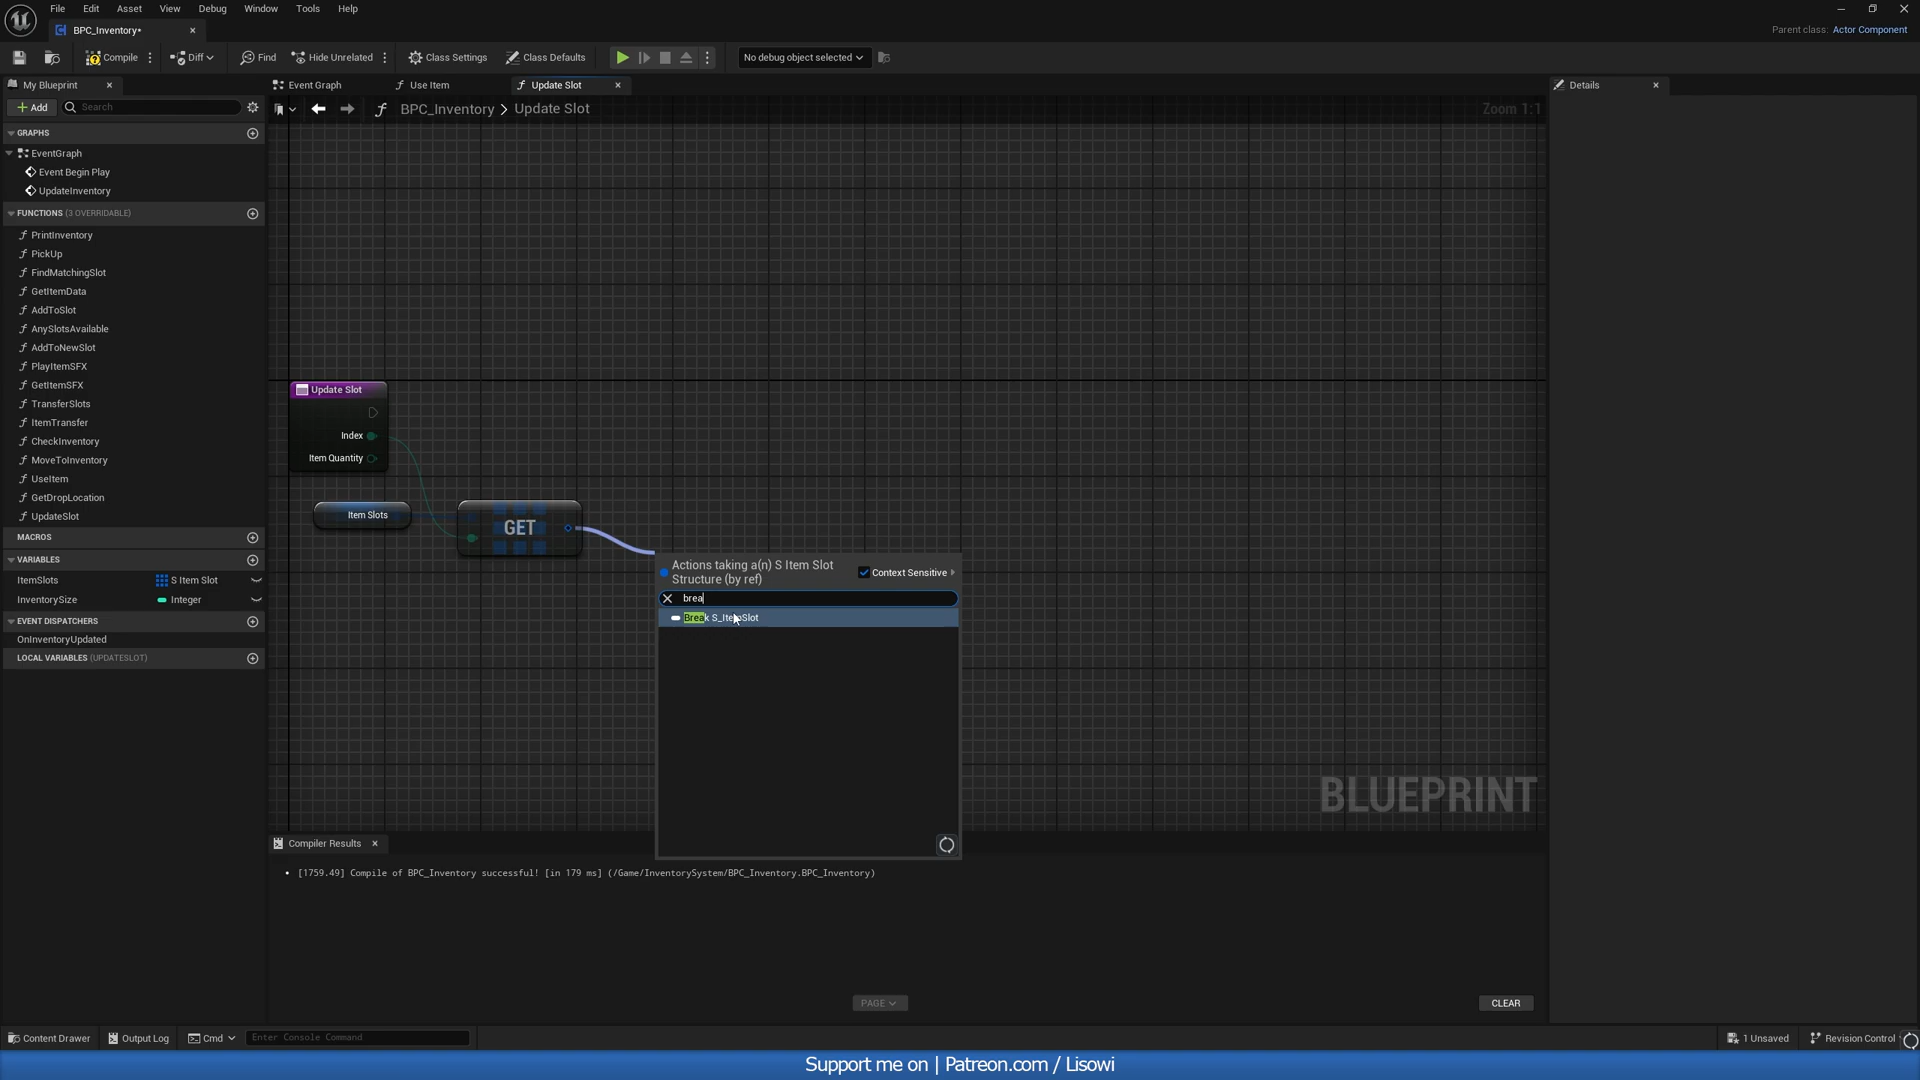 File Edit Asset View Debug Window Tools Help
BPC_Inventory•
Parent class: Actor Component
Compile Diff Find Hide Unrelated Class Settings Class Defaults No debug object selected
My Blueprint
Event Graph Use Item Update Slot
Details
Add Search
BPC_Inventory > Update Slot
Zoom 1:1
GRAPHS
EventGraph
Event Begin Play
UpdateInventory
FUNCTIONS (3 OVERRIDABLE)
PrintInventory
PickUp
FindMatchingSlot
GetItemData
AddToSlot
AnySlotsAvailable
AddToNewSlot
PlayItemSFX
GetItemSFX
TransferSlots
ItemTransfer
CheckInventory
MoveToInventory
UseItem
GetDropLocation
UpdateSlot
MACROS
VARIABLES
ItemSlots S Item Slot
InventorySize Integer
EVENT DISPATCHERS
OnInventoryUpdated
LOCAL VARIABLES (UPDATESLOT)
Update Slot
Index
Item Quantity
Item Slots
GET
Actions taking a(n) S Item Slot
Structure (by ref)
Context Sensitive
brea
Break S_ItemSlot
BLUEPRINT
Compiler Results
• [1759.49] Compile of BPC_Inventory successful! [in 179 ms] (/Game/InventorySystem/BPC_Inventory.BPC_Inventory)
PAGE
CLEAR
Content Drawer Output Log Cmd Enter Console Command
1 Unsaved Revision Control
Support me on | Patreon.com / Lisowi